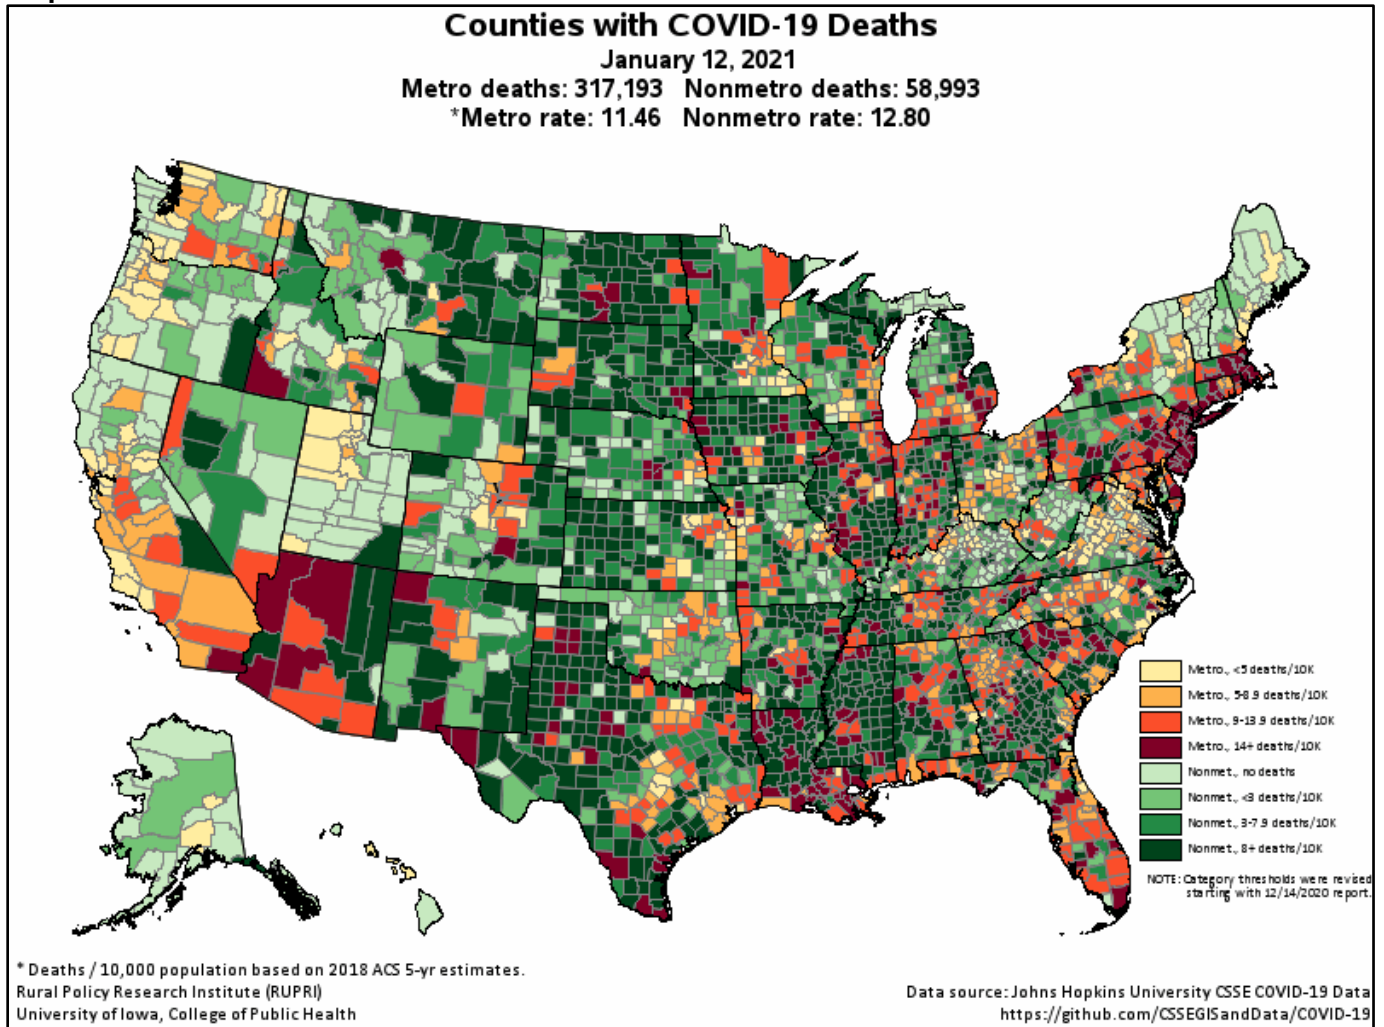 Counties with COVID-19 Deaths
January 12, 2021
Metro deaths: 317,193 Nonmetro deaths: 58,993
*Metro rate: 11.46 Nonmetro rate: 12.80
Metro., <5 deaths/10K
Metro., 5-8.9 deaths/10K
Metro., 9-13.9 deaths/10K
Metro., 14+ deaths/10K
Nonmet., no deaths
Nonmet., <3 deaths/10K
Nonmet., 3-7.9 deaths/10K
Nonmet., 8+ deaths/10K
NOTE: Category thresholds were revised
starting with 12/14/2020 report.
* Deaths / 10,000 population based on 2018 ACS 5-yr estimates.
Rural Policy Research Institute (RUPRI)
University of Iowa, College of Public Health
Data source: Johns Hopkins University CSSE COVID-19 Data
https://github.com/CSSEGISandData/COVID-19